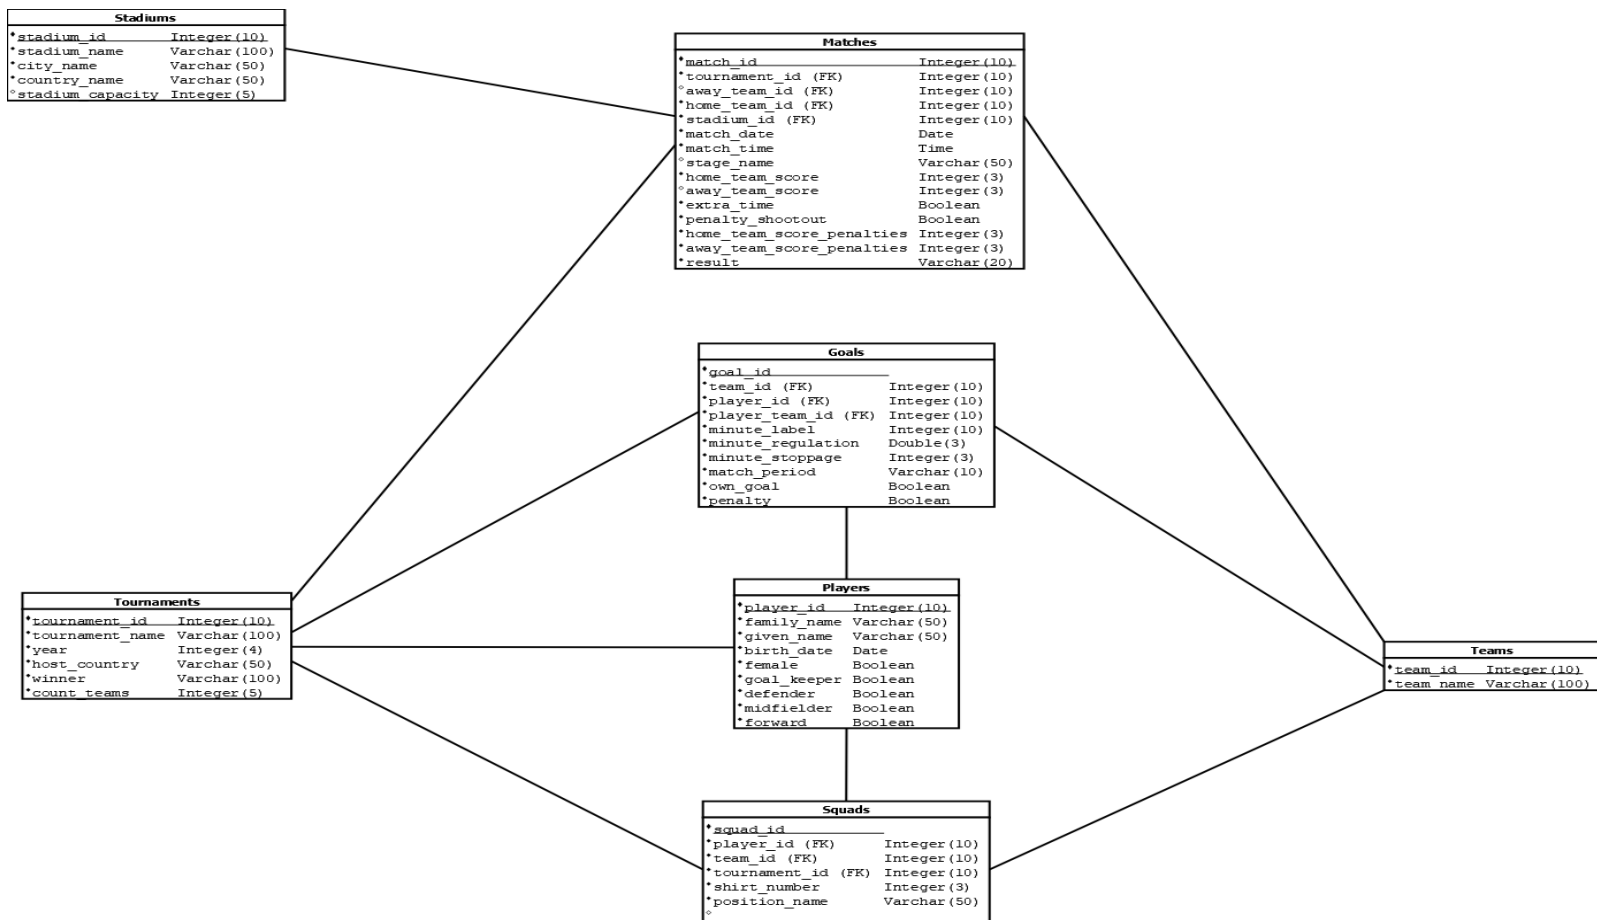 Stadiums
stadium_id Integer(10)
stadium_name Varchar(100)
city_name Varchar(50)
country_name Varchar(50)
stadium_capacity Integer(5)
Matches
match_id Integer(10)
tournament_id (FK) Integer(10)
away_team_id (FK) Integer(10)
home_team_id (FK) Integer(10)
stadium_id (FK) Integer(10)
match_date Date
match_time Time
stage_name Varchar(50)
home_team_score Integer(3)
away_team_score Integer(3)
extra_time Boolean
penalty_shootout Boolean
home_team_score_penalties Integer(3)
away_team_score_penalties Integer(3)
result Varchar(20)
Goals
goal_id
team_id (FK) Integer(10)
player_id (FK) Integer(10)
player_team_id (FK) Integer(10)
minute_label Integer(10)
minute_regulation Double(3)
minute_stoppage Integer(3)
match_period Varchar(10)
own_goal Boolean
penalty Boolean
Tournaments
tournament_id Integer(10)
tournament_name Varchar(100)
year Integer(4)
host_country Varchar(50)
winner Varchar(100)
count_teams Integer(5)
Players
player_id Integer(10)
family_name Varchar(50)
given_name Varchar(50)
birth_date Date
female Boolean
goal_keeper Boolean
defender Boolean
midfielder Boolean
forward Boolean
Teams
team_id Integer(10)
team_name Varchar(100)
Squads
squad_id
player_id (FK) Integer(10)
team_id (FK) Integer(10)
tournament_id (FK) Integer(10)
shirt_number Integer(3)
position_name Varchar(50)